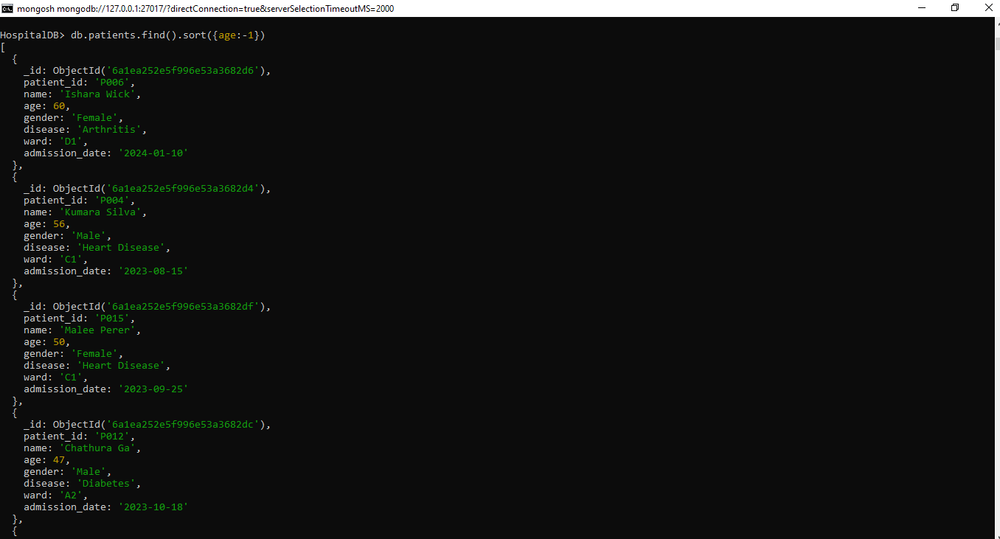 mongosh mongodb://127.0.0.1:27017/?directConnection=true&serverSelectionTimeoutMS=2000
HospitalDB> db.patients.find().sort({age:-1})
[
  {
    _id: ObjectId('6a1ea252e5f996e53a3682d6'),
    patient_id: 'P006',
    name: 'Ishara Wick',
    age: 60,
    gender: 'Female',
    disease: 'Arthritis',
    ward: 'D1',
    admission_date: '2024-01-10'
  },
  {
    _id: ObjectId('6a1ea252e5f996e53a3682d4'),
    patient_id: 'P004',
    name: 'Kumara Silva',
    age: 56,
    gender: 'Male',
    disease: 'Heart Disease',
    ward: 'C1',
    admission_date: '2023-08-15'
  },
  {
    _id: ObjectId('6a1ea252e5f996e53a3682df'),
    patient_id: 'P015',
    name: 'Malee Perer',
    age: 50,
    gender: 'Female',
    disease: 'Heart Disease',
    ward: 'C1',
    admission_date: '2023-09-25'
  },
  {
    _id: ObjectId('6a1ea252e5f996e53a3682dc'),
    patient_id: 'P012',
    name: 'Chathura Ga',
    age: 47,
    gender: 'Male',
    disease: 'Diabetes',
    ward: 'A2',
    admission_date: '2023-10-18'
  },
  {